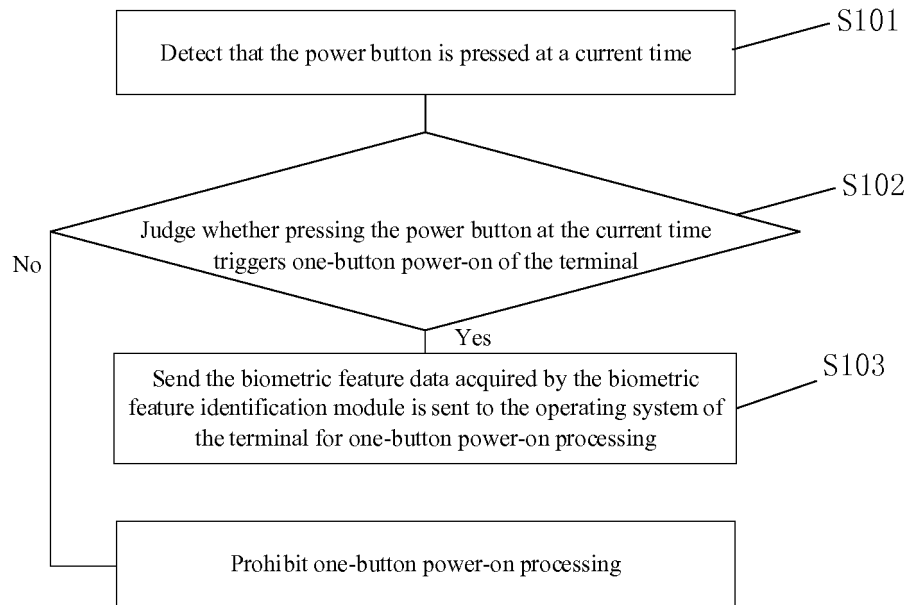 S101
Detect that the power button is pressed at a current time
S102
Judge whether pressing the power button at the current time
triggers one-button power-on of the terminal
No
Yes
S103
Send the biometric feature data acquired by the biometric
feature identification module is sent to the operating system of
the terminal for one-button power-on processing
Prohibit one-button power-on processing